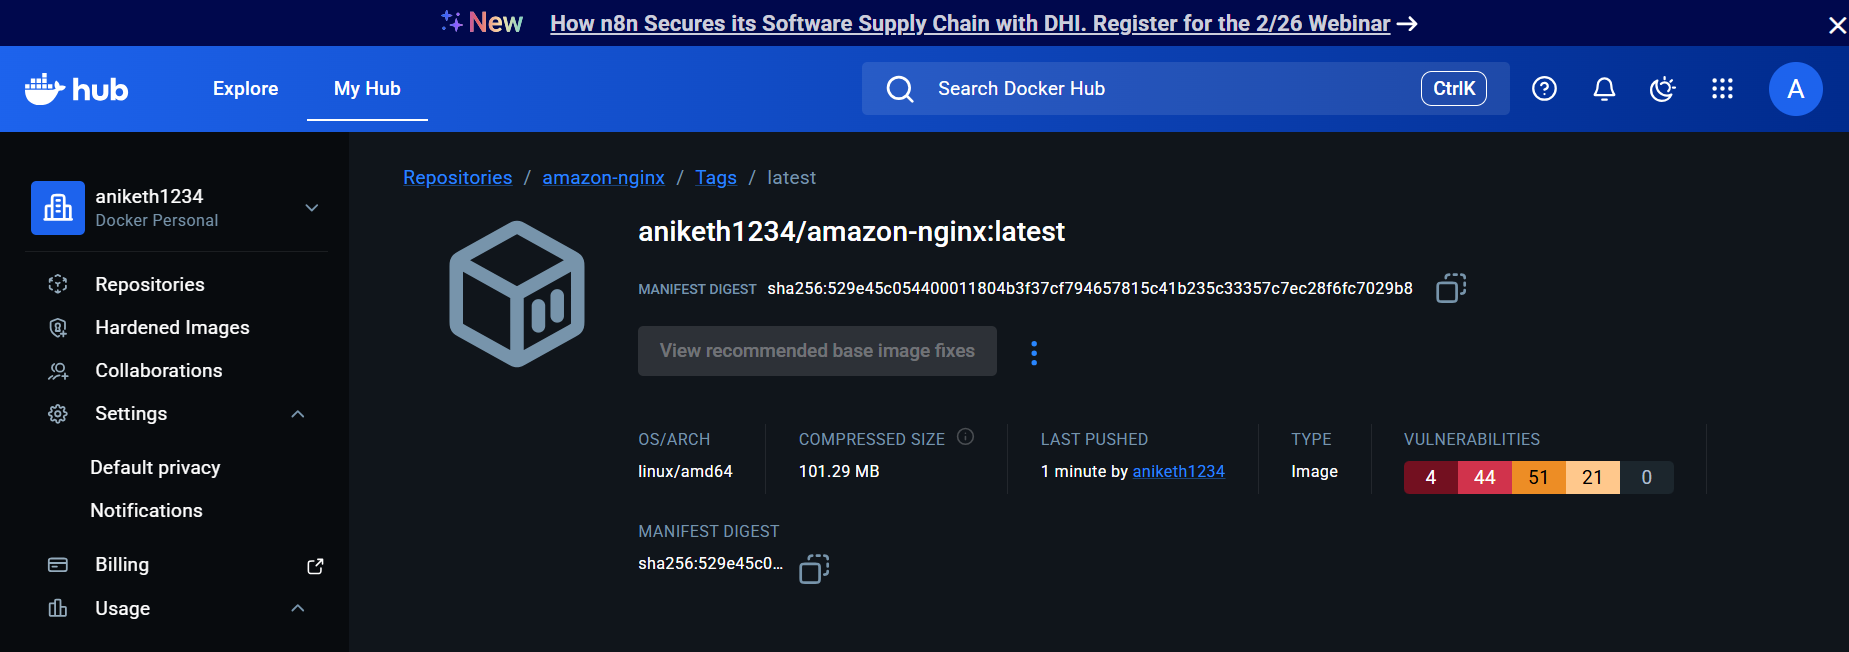 New How n8n Secures its Software Supply Chain with DHI. Register for the 2/26 Webinar
hub Explore My Hub Search Docker Hub CtrlK A
aniketh1234
Docker Personal
Repositories
Hardened Images
Collaborations
Settings
Default privacy
Notifications
Billing
Usage
Repositories / amazon-nginx / Tags / latest
aniketh1234/amazon-nginx:latest
MANIFEST DIGEST sha256:529e45c054400011804b3f37cf794657815c41b235c33357c7ec28f6fc7029b8
View recommended base image fixes
OS/ARCH
linux/amd64
COMPRESSED SIZE
101.29 MB
LAST PUSHED
1 minute by aniketh1234
TYPE
Image
VULNERABILITIES
4 44 51 21 0
MANIFEST DIGEST
sha256:529e45c0...